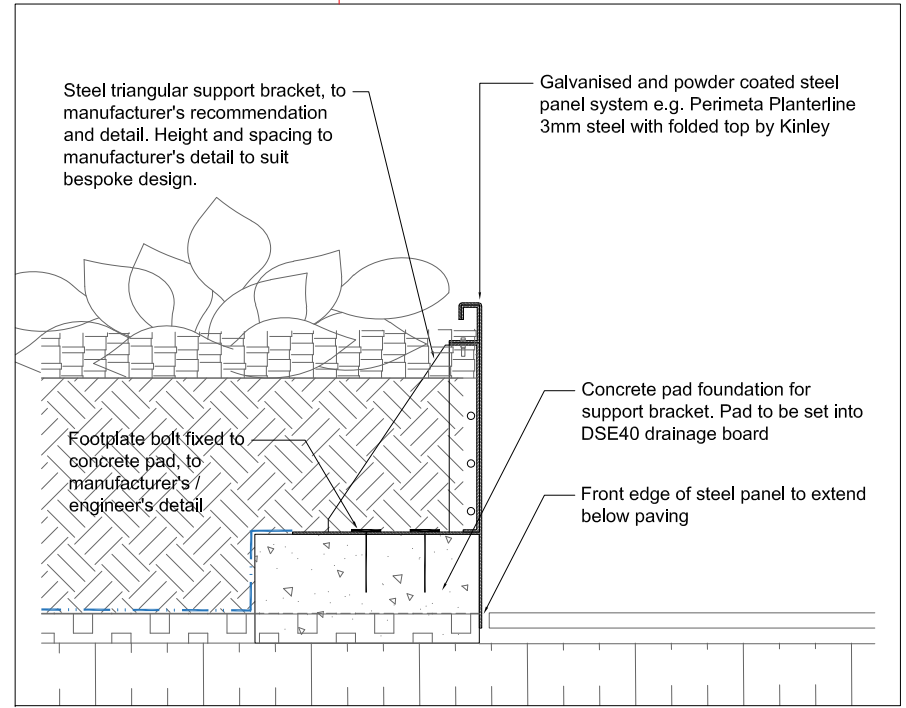 Steel triangular support bracket, to
manufacturer's recommendation
and detail. Height and spacing to
manufacturer's detail to suit
bespoke design.
Galvanised and powder coated steel
panel system e.g. Perimeta Planterline
3mm steel with folded top by Kinley
Footplate bolt fixed to
concrete pad, to
manufacturer's /
engineer's detail
Concrete pad foundation for
support bracket. Pad to be set into
DSE40 drainage board
Front edge of steel panel to extend
below paving